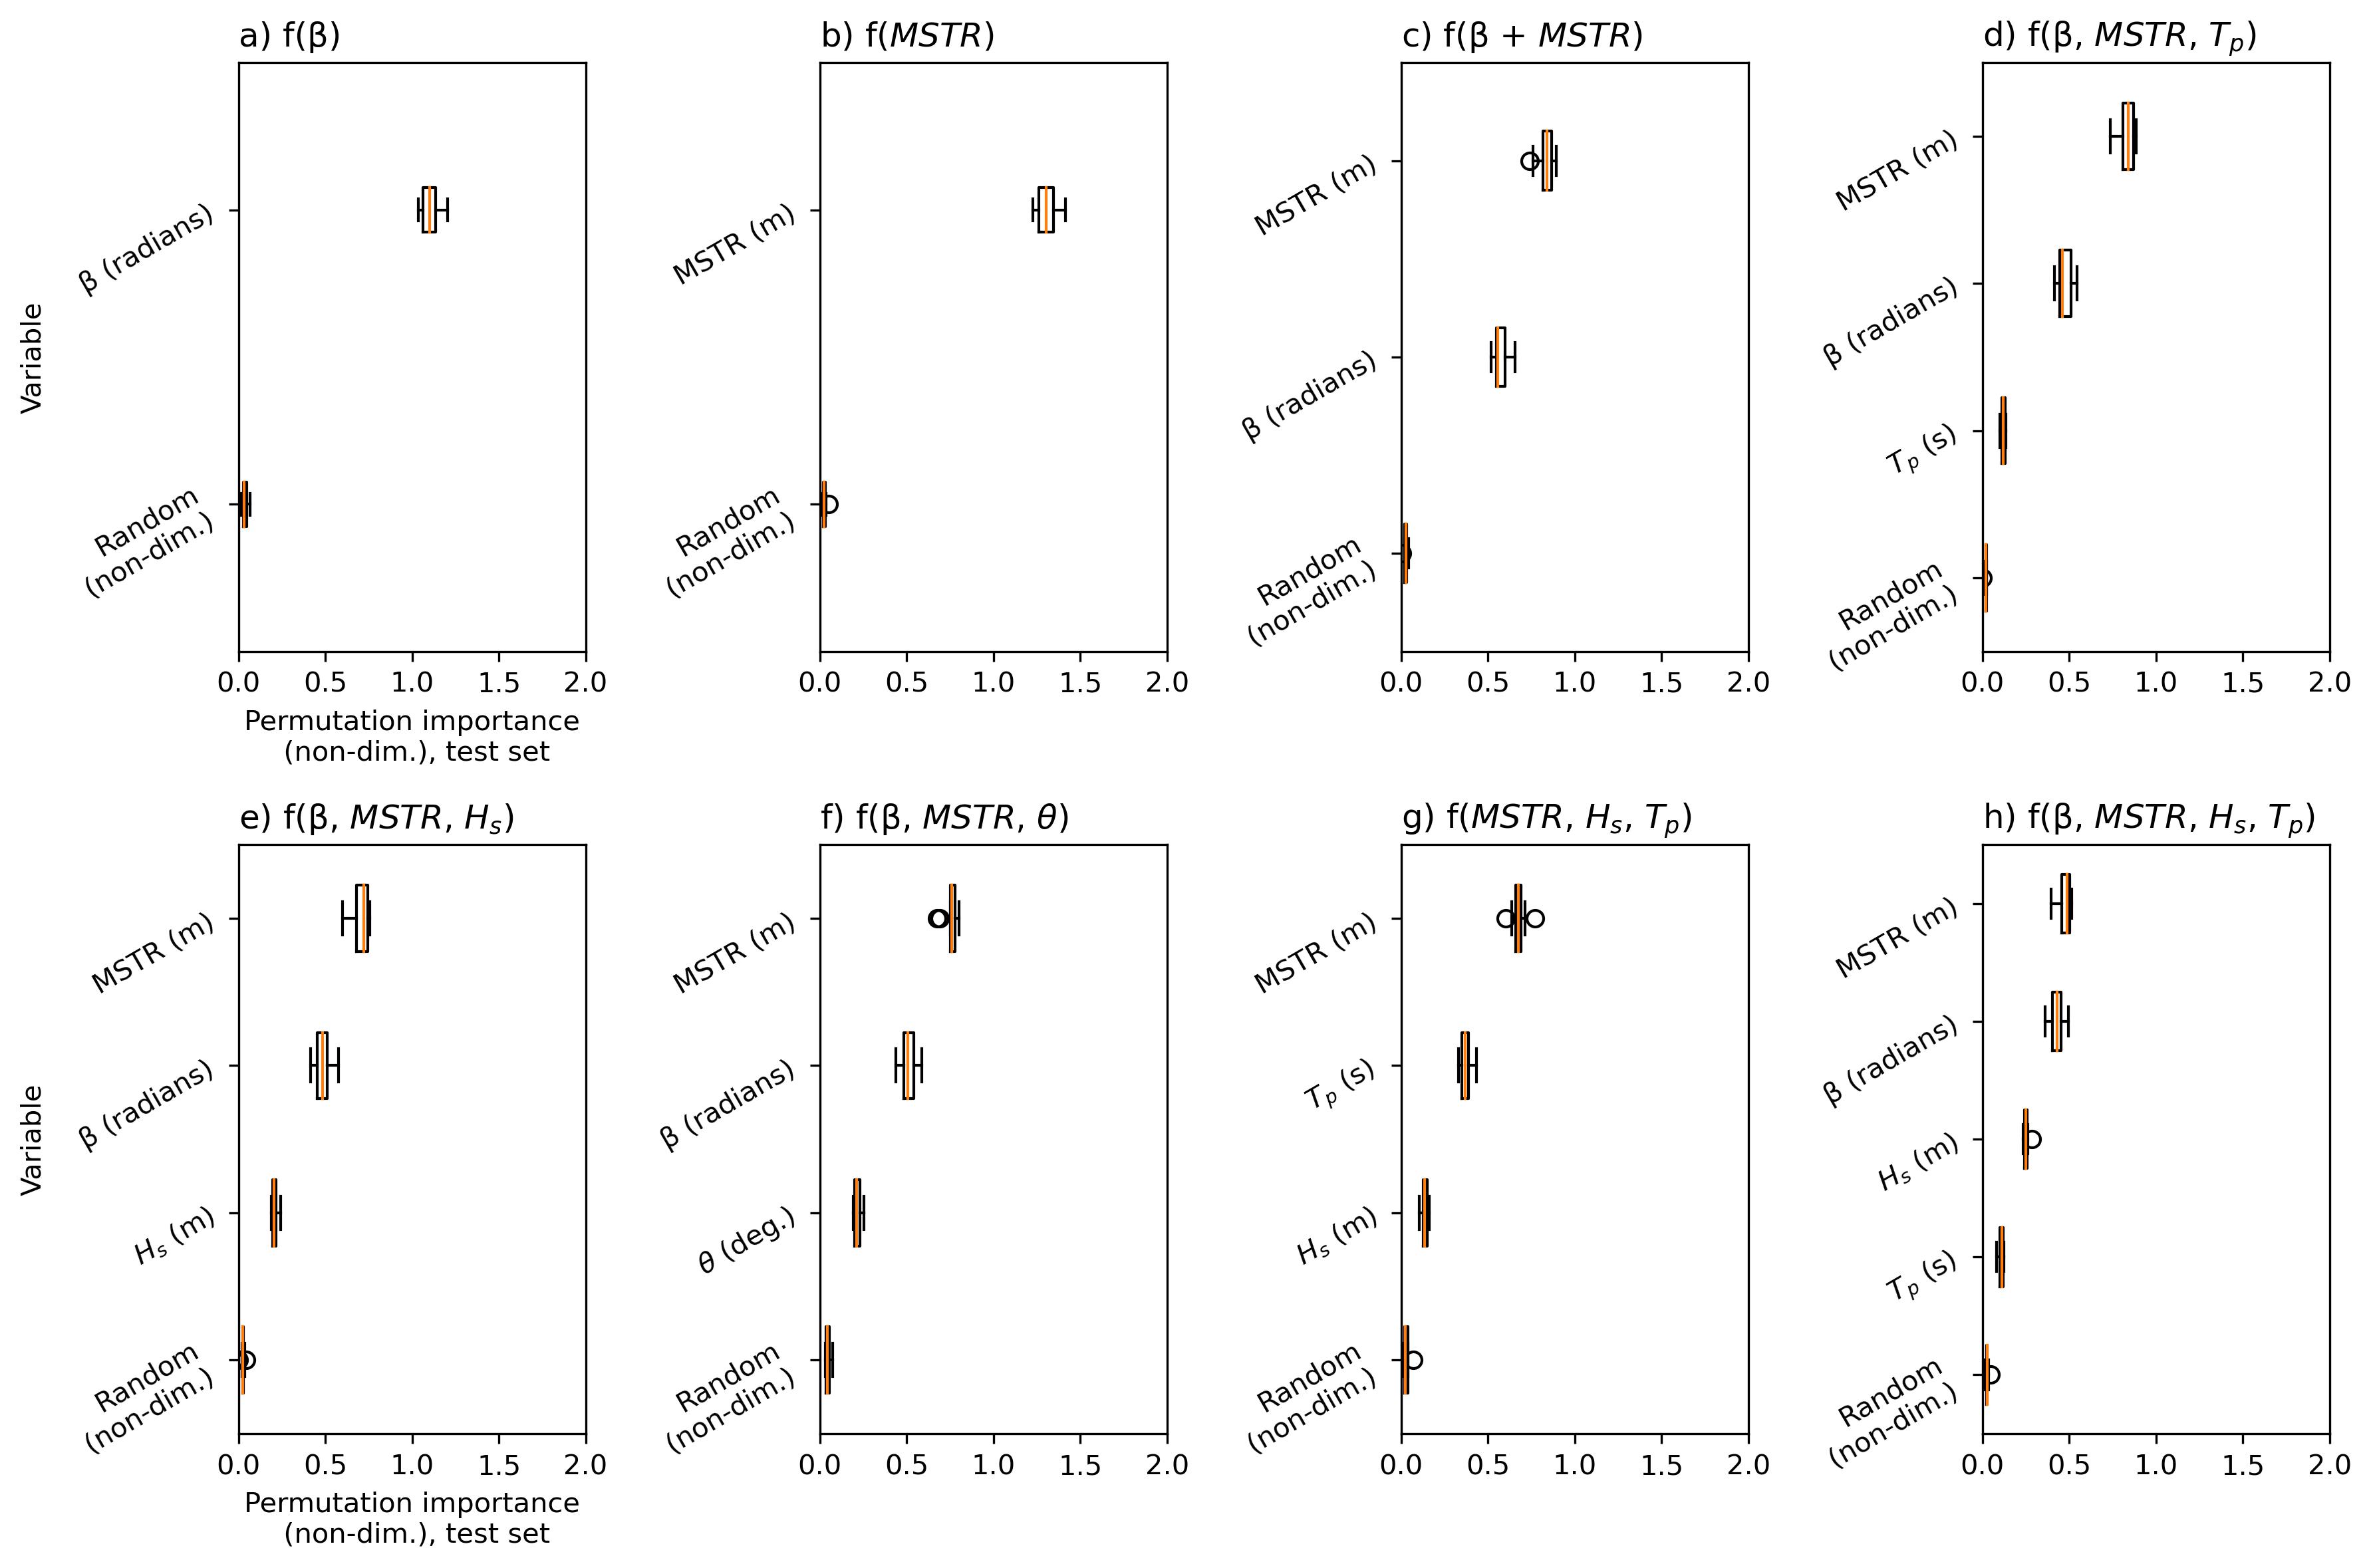 a) f(β)
Variable
β (radians)
Random
(non-dim.)
0.0 0.5 1.0 1.5 2.0
Permutation importance
(non-dim.), test set
b) f(MSTR)
MSTR (m)
Random
(non-dim.)
0.0 0.5 1.0 1.5 2.0
c) f(β + MSTR)
MSTR (m)
β (radians)
Random
(non-dim.)
0.0 0.5 1.0 1.5 2.0
d) f(β, MSTR, Tp)
MSTR (m)
β (radians)
Tp (s)
Random
(non-dim.)
0.0 0.5 1.0 1.5 2.0
e) f(β, MSTR, Hs)
Variable
MSTR (m)
β (radians)
Hs (m)
Random
(non-dim.)
0.0 0.5 1.0 1.5 2.0
Permutation importance
(non-dim.), test set
f) f(β, MSTR, θ)
MSTR (m)
β (radians)
θ (deg.)
Random
(non-dim.)
0.0 0.5 1.0 1.5 2.0
g) f(MSTR, Hs, Tp)
MSTR (m)
Tp (s)
Hs (m)
Random
(non-dim.)
0.0 0.5 1.0 1.5 2.0
h) f(β, MSTR, Hs, Tp)
MSTR (m)
β (radians)
Hs (m)
Tp (s)
Random
(non-dim.)
0.0 0.5 1.0 1.5 2.0